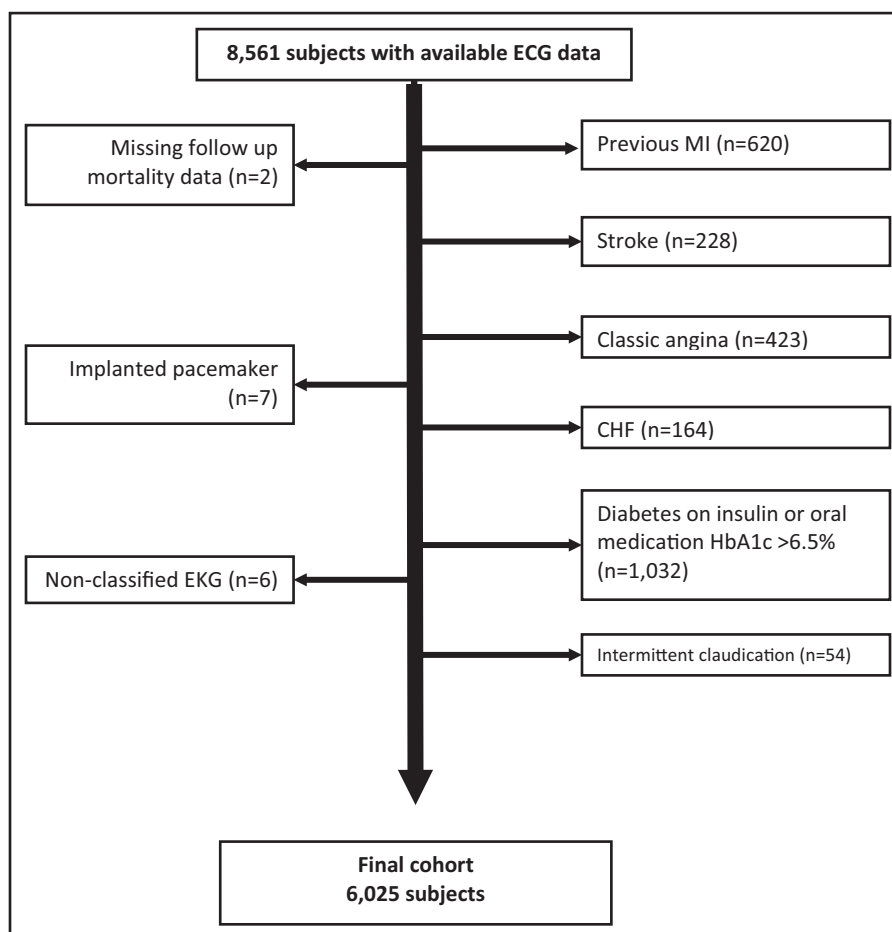 8,561 subjects with available ECG data
Missing follow up
mortality data (n=2)
Previous MI (n=620)
Stroke (n=228)
Classic angina (n=423)
Implanted pacemaker
(n=7)
CHF (n=164)
Diabetes on insulin or oral
medication HbA1c >6.5%
(n=1,032)
Non-classified EKG (n=6)
Intermittent claudication (n=54)
Final cohort
6,025 subjects